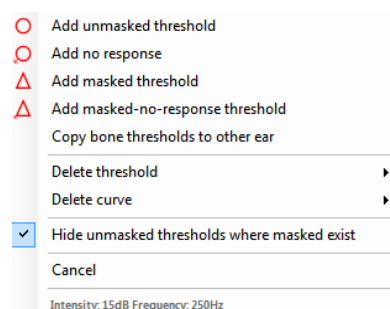 Add unmasked threshold
Add no response
Add masked threshold
Add masked-no-response threshold
Copy bone thresholds to other ear
Delete threshold
Delete curve
Hide unmasked thresholds where masked exist
Cancel
Intensity: 15dB Frequency: 250Hz